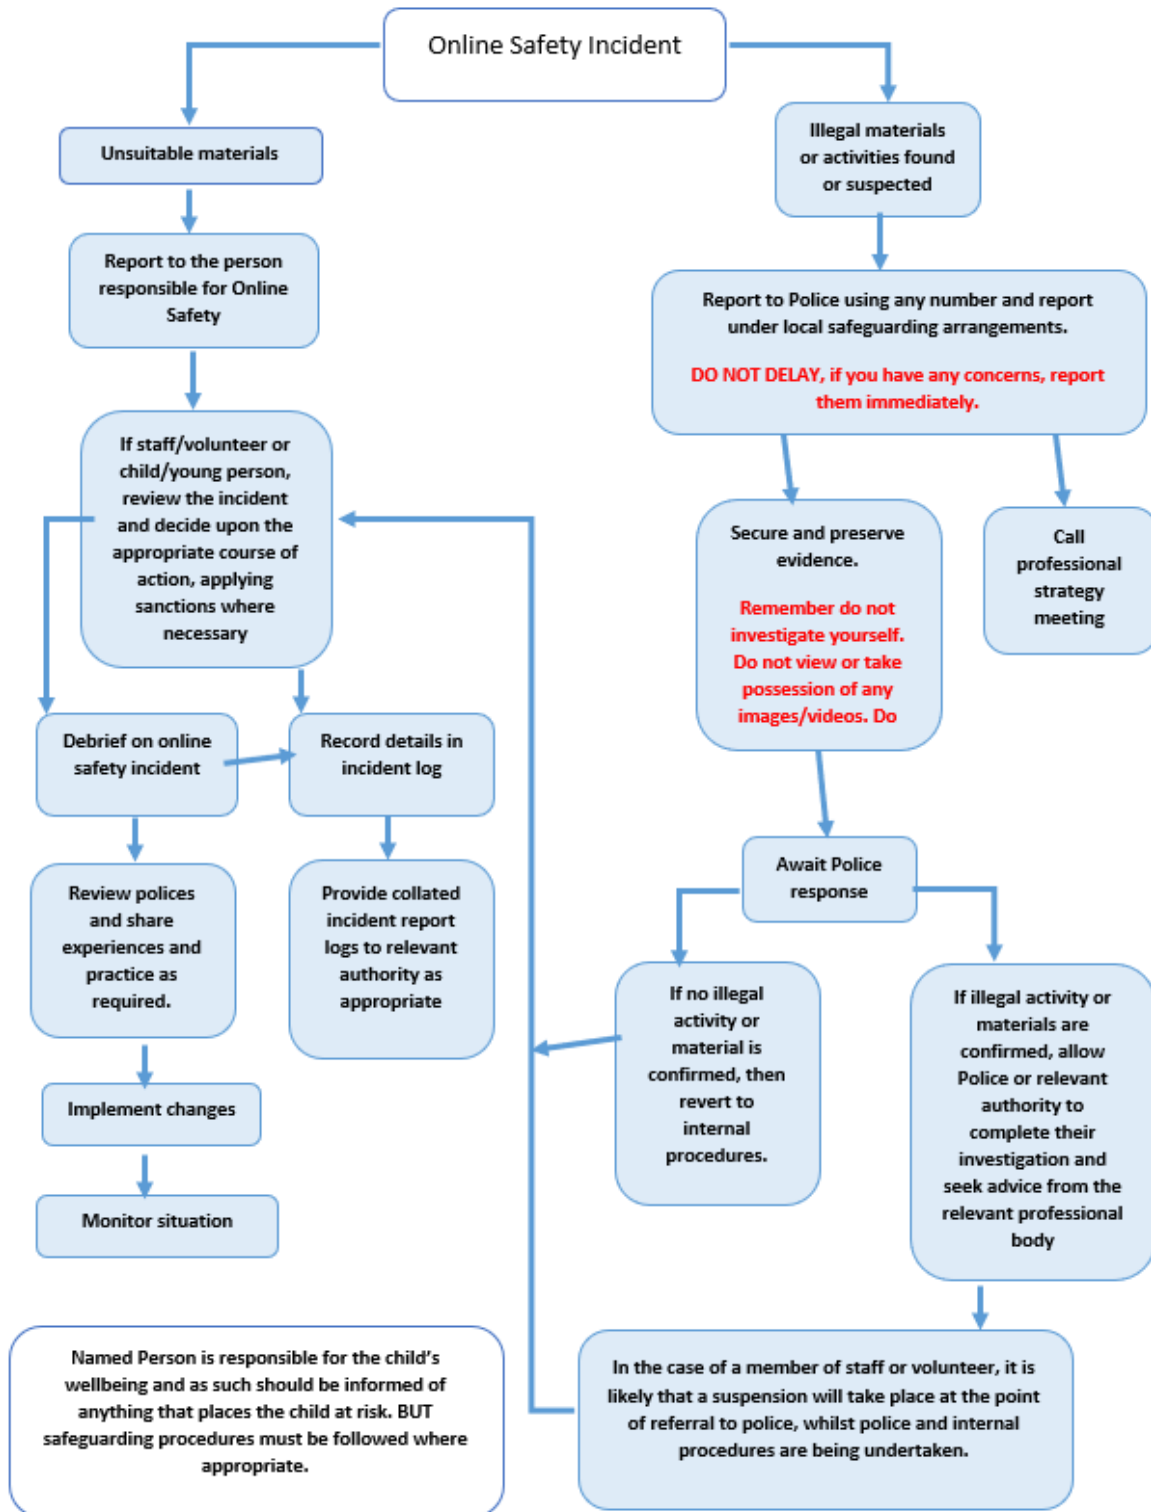 Online Safety Incident
Unsuitable materials
Illegal materials
or activities found
or suspected
Report to the person
responsible for Online
Safety
Report to Police using any number and report
under local safeguarding arrangements.
DO NOT DELAY, if you have any concerns, report
them immediately.
If staff/volunteer or
child/young person,
review the incident
and decide upon the
appropriate course of
action, applying
sanctions where
necessary
Secure and preserve
evidence.
Remember do not
investigate yourself.
Do not view or take
possession of any
images/videos. Do
Call
professional
strategy
meeting
Debrief on online
safety incident
Record details in
incident log
Await Police
response
Review polices
and share
experiences and
practice as
required.
Provide collated
incident report
logs to relevant
authority as
appropriate
If no illegal
activity or
material is
confirmed, then
revert to
internal
procedures.
If illegal activity or
materials are
confirmed, allow
Police or relevant
authority to
complete their
investigation and
seek advice from the
relevant professional
body
Implement changes
Monitor situation
Named Person is responsible for the child's
wellbeing and as such should be informed of
anything that places the child at risk. BUT
safeguarding procedures must be followed where
appropriate.
In the case of a member of staff or volunteer, it is
likely that a suspension will take place at the point
of referral to police, whilst police and internal
procedures are being undertaken.